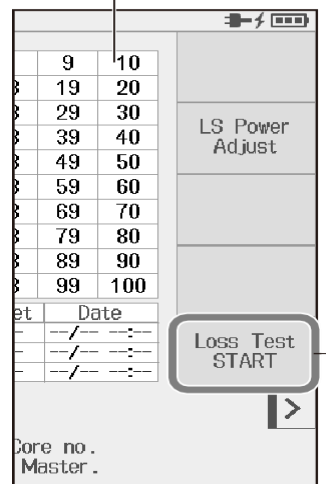 9 10
19 20
29 30
39 40
49 50
59 60
69 70
79 80
89 90
99 100
LS Power
Adjust
et Date
--/-- --:--
--/-- --:--
--/-- --:--
Loss Test
START
>
Core no.
Master.